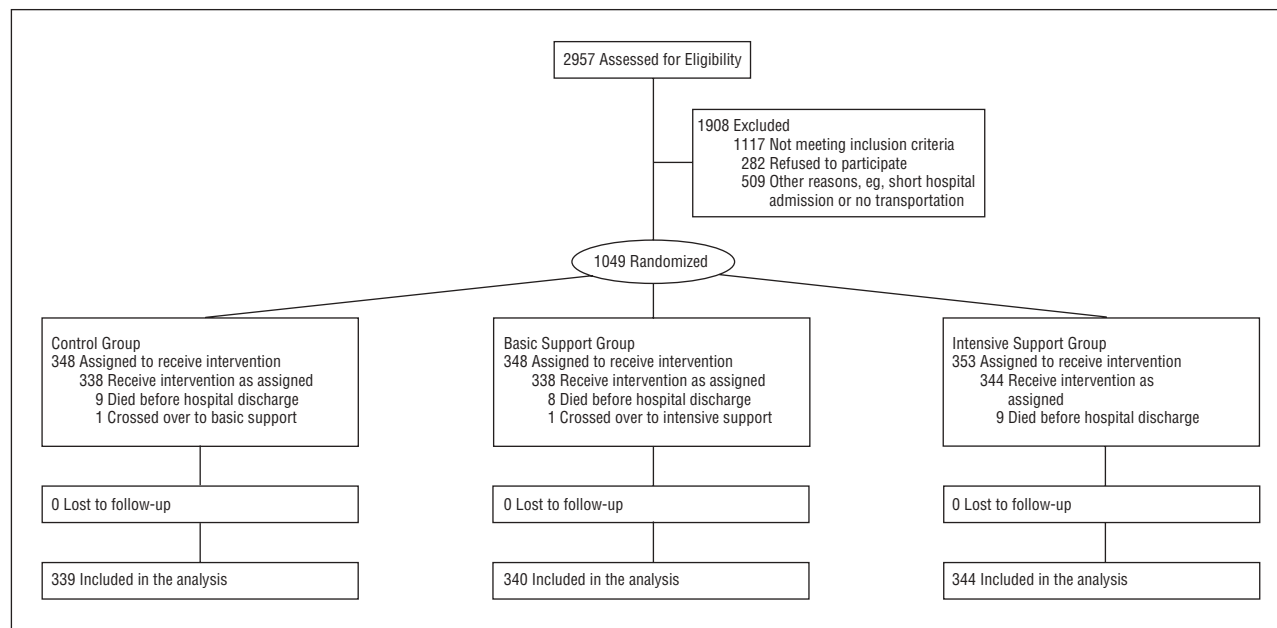 2957 Assessed for Eligibility
1908 Excluded
1117 Not meeting inclusion criteria
282 Refused to participate
509 Other reasons, eg, short hospital
admission or no transportation
1049 Randomized
Control Group
348 Assigned to receive intervention
338 Receive intervention as assigned
9 Died before hospital discharge
1 Crossed over to basic support
Basic Support Group
348 Assigned to receive intervention
338 Receive intervention as assigned
8 Died before hospital discharge
1 Crossed over to intensive support
Intensive Support Group
353 Assigned to receive intervention
344 Receive intervention as
assigned
9 Died before hospital discharge
0 Lost to follow-up
0 Lost to follow-up
0 Lost to follow-up
339 Included in the analysis
340 Included in the analysis
344 Included in the analysis